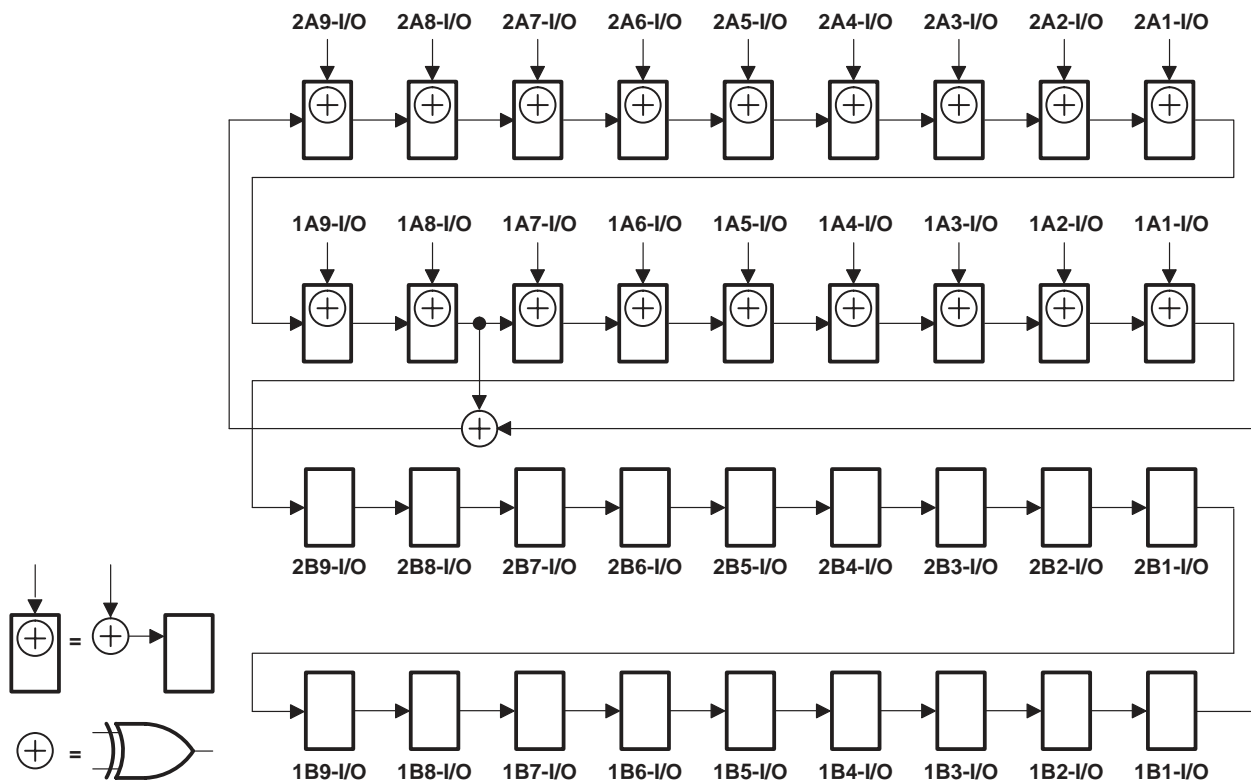 2A9-I/O 2A8-I/O 2A7-I/O 2A6-I/O 2A5-I/O 2A4-I/O 2A3-I/O 2A2-I/O 2A1-I/O
1A9-I/O 1A8-I/O 1A7-I/O 1A6-I/O 1A5-I/O 1A4-I/O 1A3-I/O 1A2-I/O 1A1-I/O
2B9-I/O 2B8-I/O 2B7-I/O 2B6-I/O 2B5-I/O 2B4-I/O 2B3-I/O 2B2-I/O 2B1-I/O
=
=
1B9-I/O 1B8-I/O 1B7-I/O 1B6-I/O 1B5-I/O 1B4-I/O 1B3-I/O 1B2-I/O 1B1-I/O